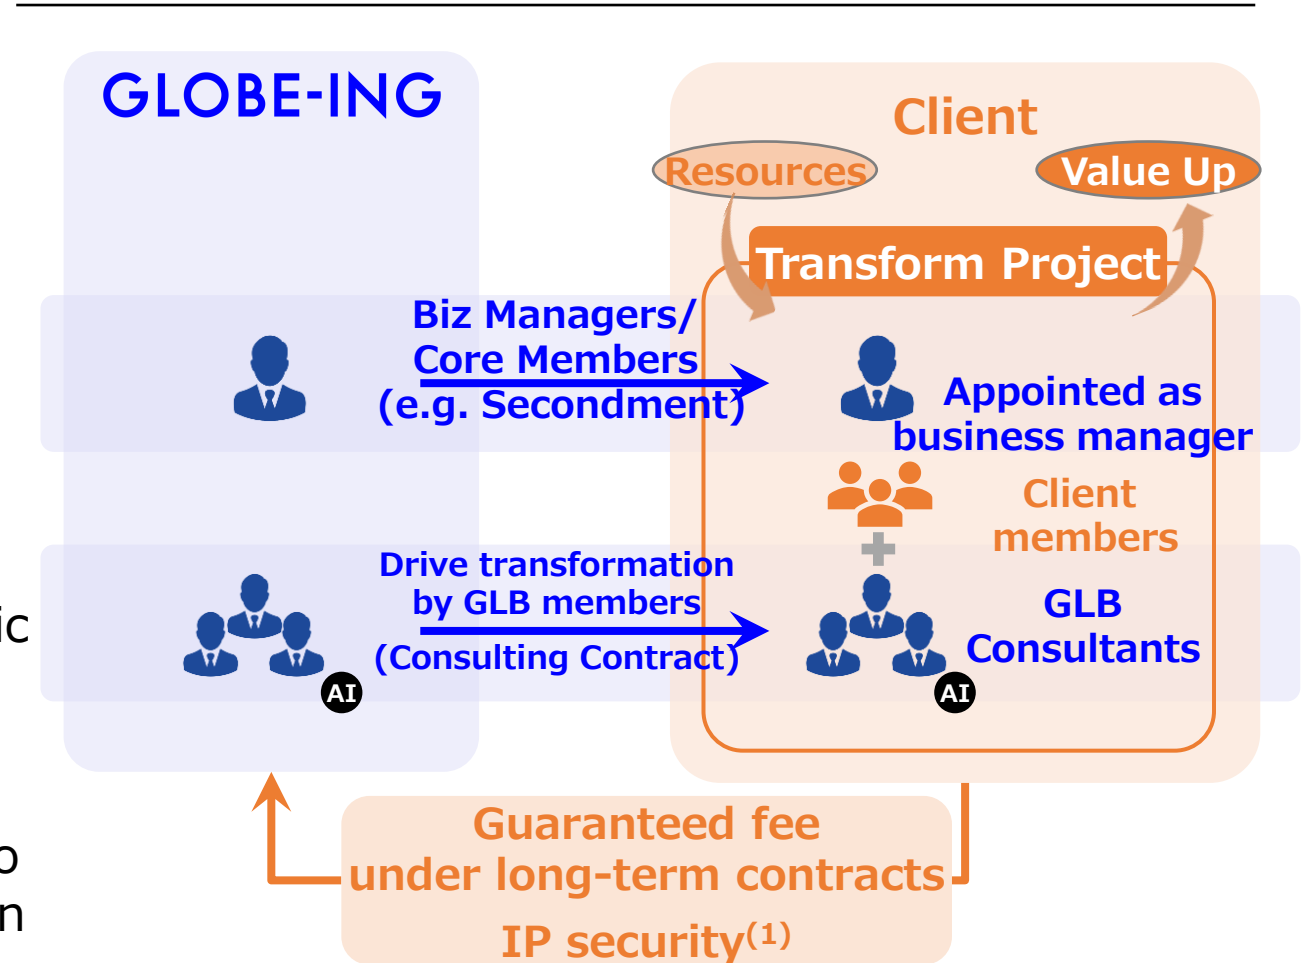 GLOBE-ING
Client
Resources
Value Up
Transform Project
Biz Managers/
Core Members
(e.g. Secondment)
Appointed as
business manager
Client
members
Drive transformation
by GLB members
(Consulting Contract)
GLB
Consultants
AI
AI
ic
o
n
Guaranteed fee
under long-term contracts
IP security(1)